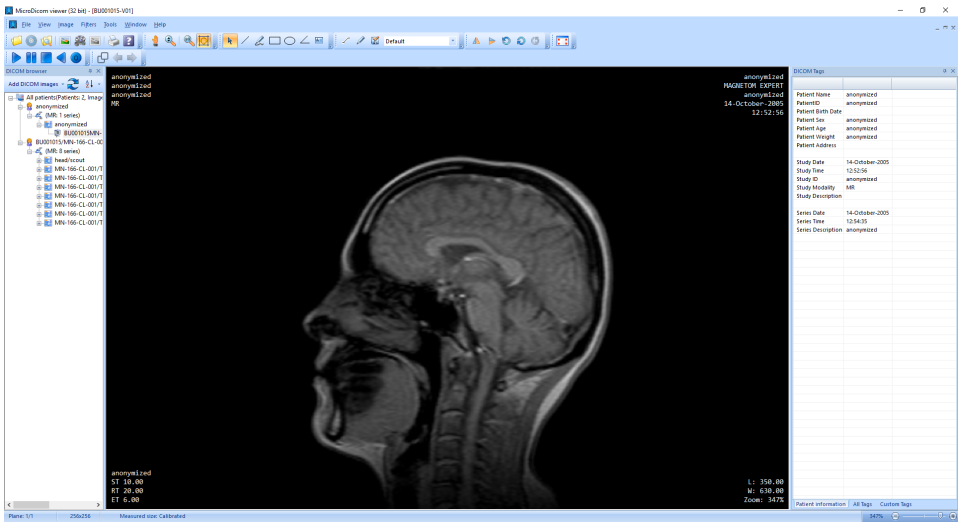 MicroDicom viewer (32 bit) - [BU001015-V01]
File View Image Filters Tools Window Help
Default
DICOM browser
Add DICOM images
All patients(Patients: 2, Image
anonymized
(MR: 1 series)
anonymized
BU001015MN-
BU001015/MN-166-CL-00
(MR: 8 series)
head/scout
MN-166-CL-001/T
MN-166-CL-001/T
MN-166-CL-001/T
MN-166-CL-001/T
MN-166-CL-001/T
MN-166-CL-001/T
MN-166-CL-001/T
anonymized
anonymized
anonymized
MR
anonymized
MAGNETOM EXPERT
anonymized
14-October-2005
12:52:56
anonymized
ST 10.00
RT 20.00
ET 6.00
L: 350.00
W: 630.00
Zoom: 347%
DICOM Tags
Patient Name anonymized
PatientID anonymized
Patient Birth Date
Patient Sex anonymized
Patient Age anonymized
Patient Weight anonymized
Patient Address
Study Date 14-October-2005
Study Time 12:52:56
Study ID anonymized
Study Modality MR
Study Description
Series Date 14-October-2005
Series Time 12:54:35
Series Description anonymized
Patient information All Tags Custom Tags
Plane: 1/1 256x256 Measured size: Calibrated 347%